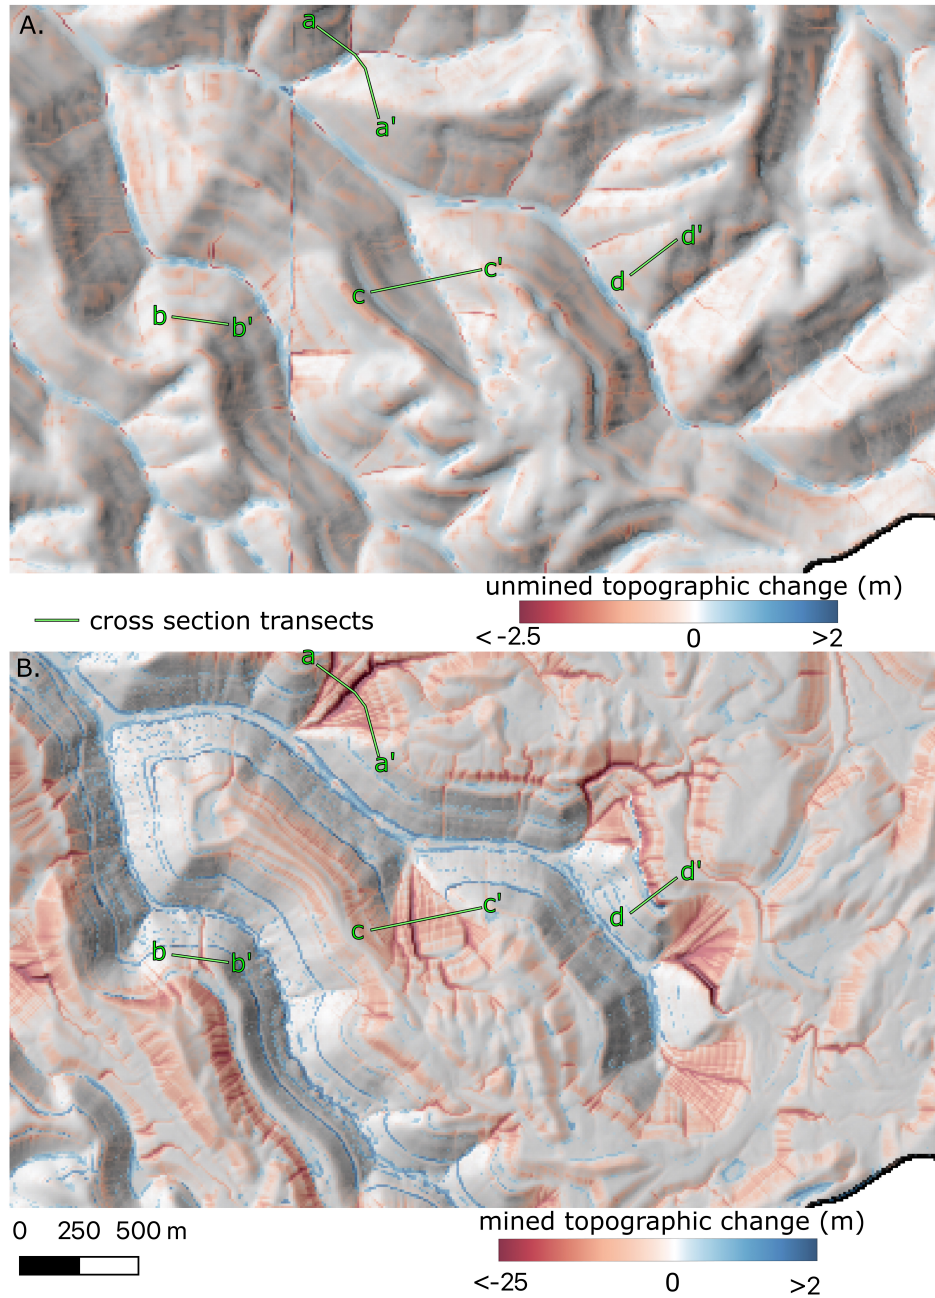 A.
a
a'
d'
c'
d
c
b
b'
unmined topographic change (m)
cross section transects
< -2.5 0 >2
B.
a
a'
d'
c'
d
c
b
b'
0 250 500 m
mined topographic change (m)
<-25 0 >2